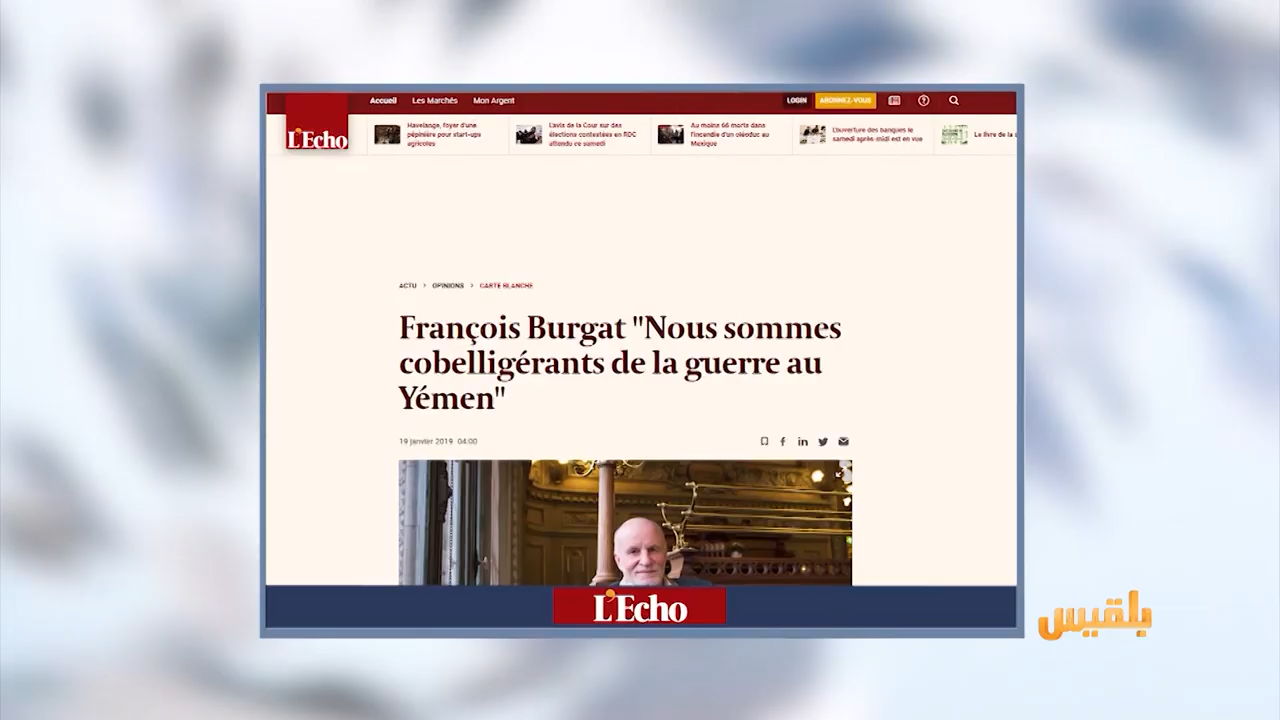 Accueil Les Marchés Mon Argent LOGIN ABONNEZ-VOUS
L'Echo
Havelange, foyer d'une
pépinière pour start-ups
agricoles
L'avis de la Cour sur des
élections contestées en RDC
attendu ce samedi
Au moins 66 morts dans
l'incendie d'un oléoduc au
Mexique
L'ouverture des banques le
samedi après-midi est en vue
Le livre de la
ACTU > OPINIONS > CARTE BLANCHE
François Burgat "Nous sommes
cobelligérants de la guerre au
Yémen"
19 janvier 2019 04:00
L'Echo
بلقيس